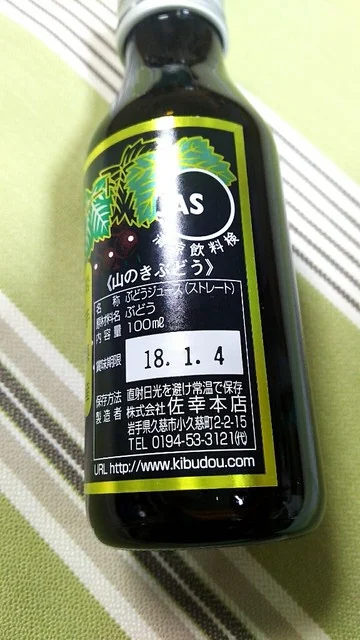 AS
飲料検
《山のきぶどう》
名 称 ぶどうジュース(ストレート)
原材料名 ぶどう
内容量 100mℓ
賞味期限 18. 1. 4
保存方法 直射日光を避け常温で保存
製造者 株式会社 佐幸本店
岩手県久慈市小久慈町2-2-15
TEL 0194-53-3121(代)
URL http://www.kibudou.com